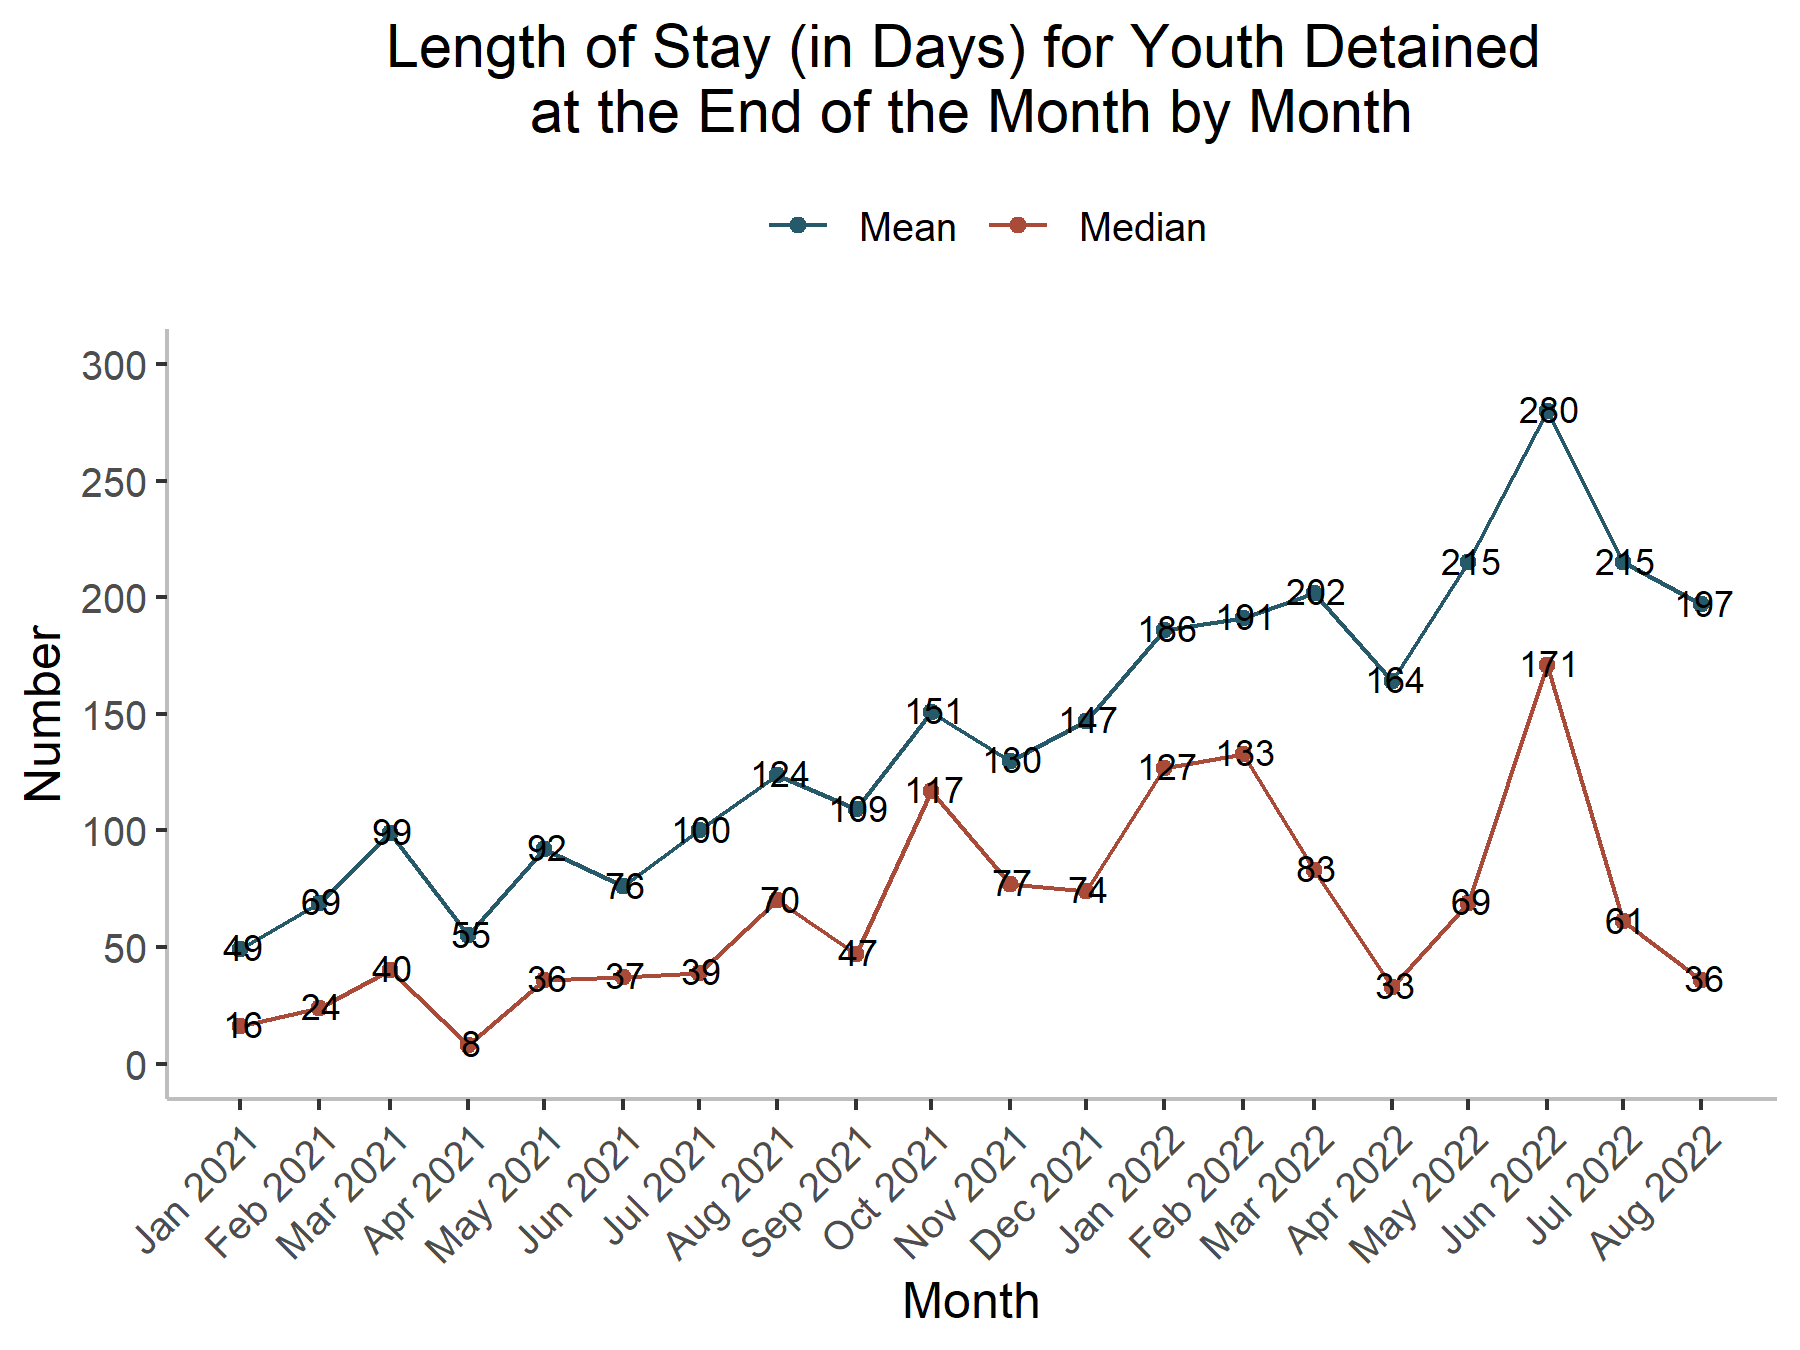 Length of Stay (in Days) for Youth Detained
at the End of the Month by Month
Mean Median
Number
300
250
200
150
100
50
0
49 69 99 55 92 76 100 124 109 151 130 147 186 191 202 164 215 280 215 197
16 24 40 8 36 37 39 70 47 117 77 74 127 133 83 33 69 171 61 36
Jan 2021 Feb 2021 Mar 2021 Apr 2021 May 2021 Jun 2021 Jul 2021 Aug 2021 Sep 2021 Oct 2021 Nov 2021 Dec 2021 Jan 2022 Feb 2022 Mar 2022 Apr 2022 May 2022 Jun 2022 Jul 2022 Aug 2022
Month